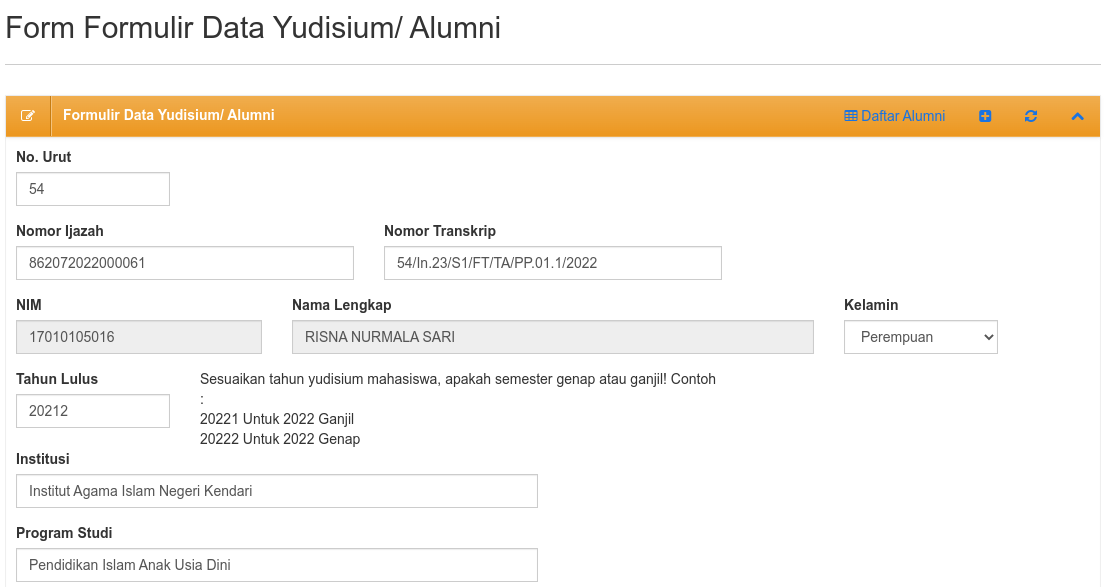 Form Formulir Data Yudisium/ Alumni
Formulir Data Yudisium/ Alumni
Daftar Alumni
No. Urut
54
Nomor Ijazah
Nomor Transkrip
862072022000061
54/In.23/S1/FT/TA/PP.01.1/2022
NIM
Nama Lengkap
Kelamin
17010105016
RISNA NURMALA SARI
Perempuan
Tahun Lulus
Sesuaikan tahun yudisium mahasiswa, apakah semester genap atau ganjil! Contoh
:
20212
20221 Untuk 2022 Ganjil
20222 Untuk 2022 Genap
Institusi
Institut Agama Islam Negeri Kendari
Program Studi
Pendidikan Islam Anak Usia Dini